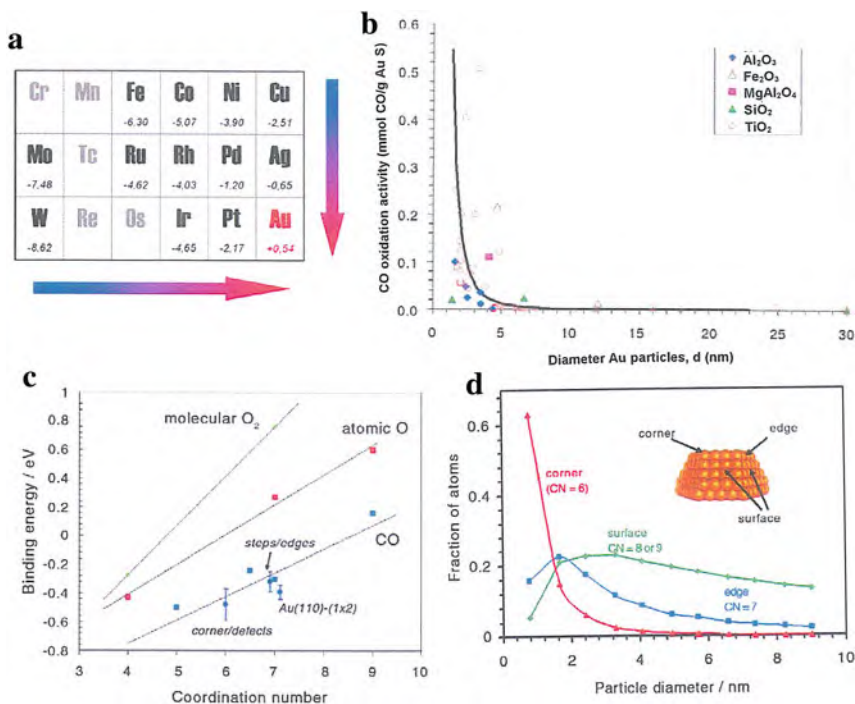 a
Cr Mn Fe Co Ni Cu
-6.30 -5.07 -3.90 -2,51
Mo Tc Ru Rh Pd Ag
-7,48 -4.62 -4.03 -1.20 -0,65
W Re Os Ir Pt Au
-8.62 -4.65 -2.17 +0,54
b
CO oxidation activity (mmol CO/g Au S)
0.6
0.5
0.4
0.3
0.2
0.1
0.0
0 5 10 15 20 25 30
Diameter Au particles, d (nm)
Al₂O₃
Fe₂O₃
MgAl₂O₄
SiO₂
TiO₂
c
Binding energy / eV
1
0.8
0.6
0.4
0.2
0
-0.2
-0.4
-0.6
-0.8
molecular O₂
atomic O
steps/edges
CO
Au(110)-(1x2)
corner/defects
3 4 5 6 7 8 9 10
Coordination number
d
Fraction of atoms
0.6
0.4
0.2
0
corner
edge
surface
corner
(CN=6)
surface
CN=8 or 9
edge
CN=7
0 2 4 6 8 10
Particle diameter / nm